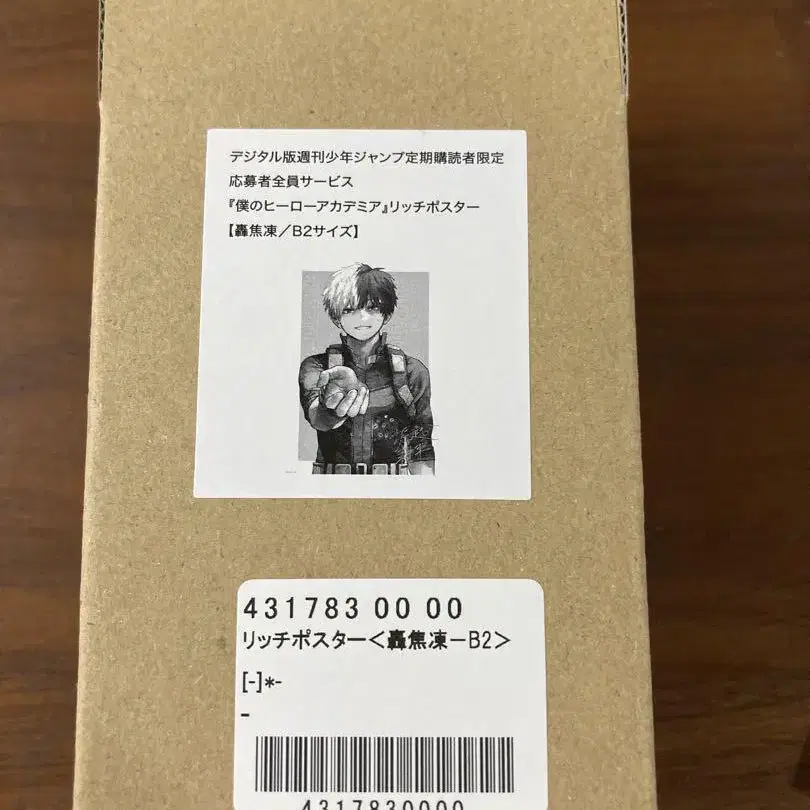 デジタル版週刊少年ジャンプ定期購読者限定
応募者全員サービス
『僕のヒーローアカデミア』リッチポスター
【轟焦凍／B2サイズ】
431783 00 00
リッチポスター＜轟焦凍－B2＞
[-]*-
-
4317830000